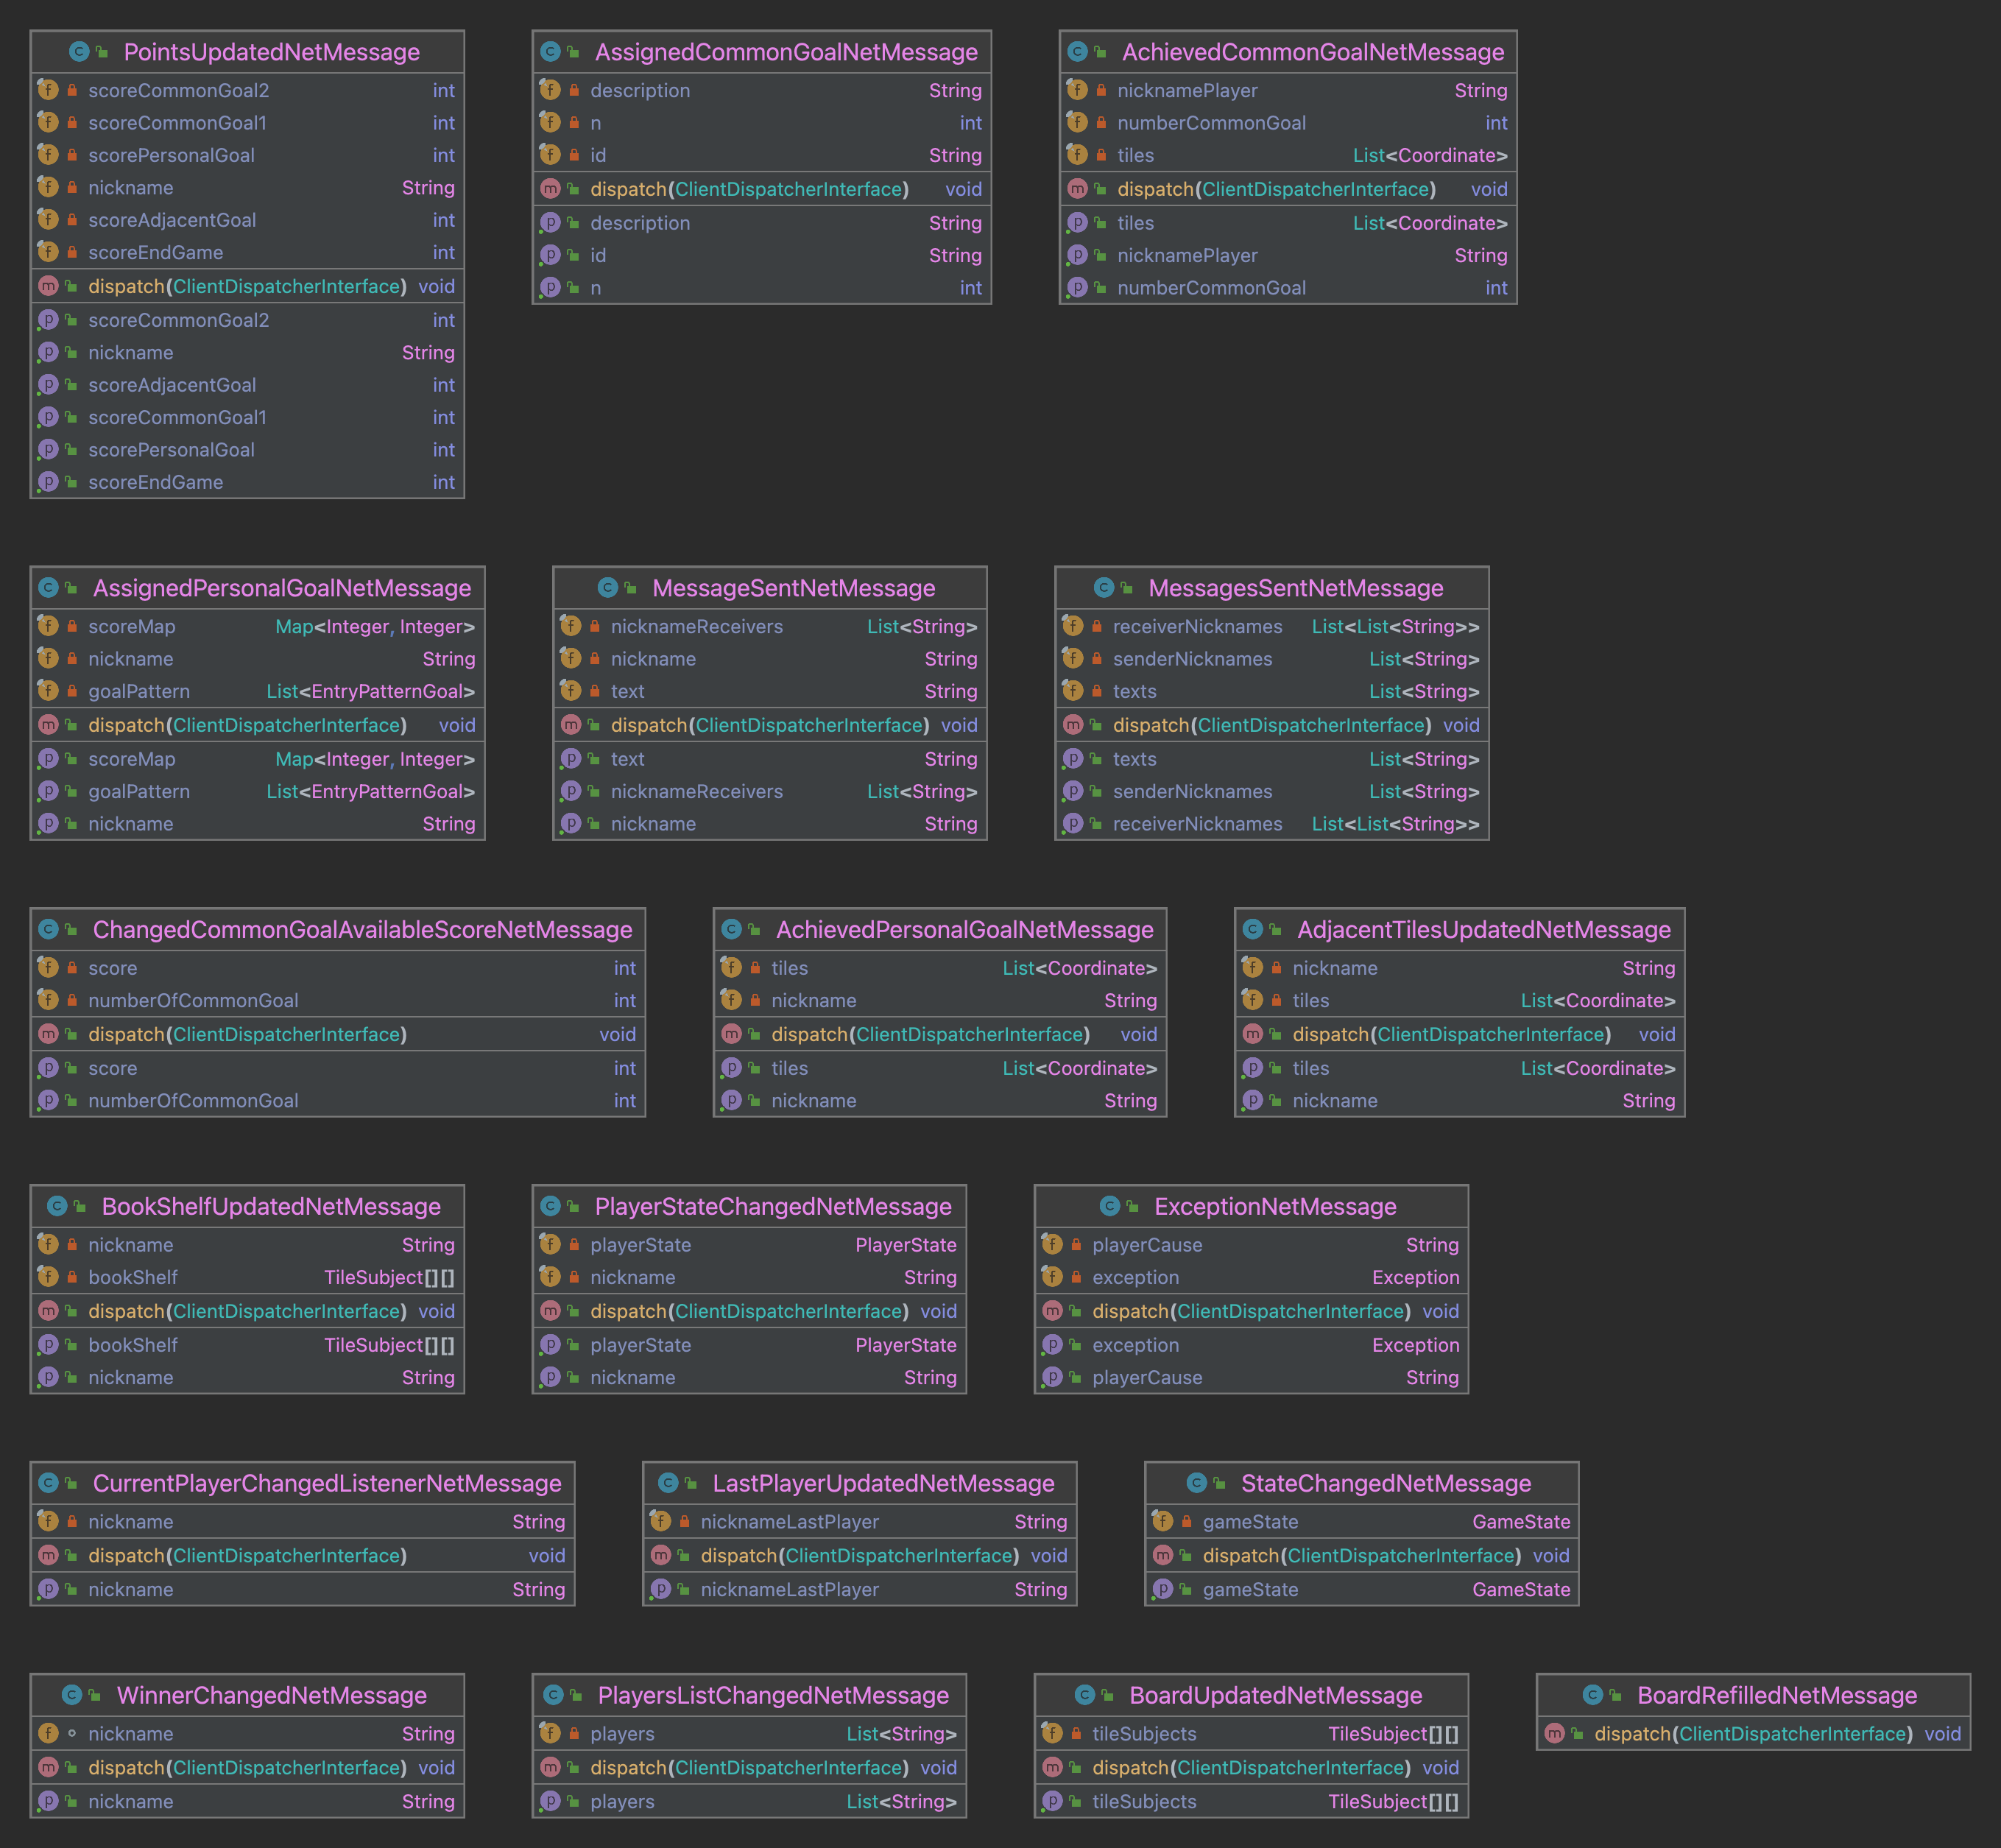 PointsUpdatedNetMessage
scoreCommonGoal2 int
scoreCommonGoal1 int
scorePersonalGoal int
nickname String
scoreAdjacentGoal int
scoreEndGame int
dispatch(ClientDispatcherInterface) void
scoreCommonGoal2 int
nickname String
scoreAdjacentGoal int
scoreCommonGoal1 int
scorePersonalGoal int
scoreEndGame int
AssignedCommonGoalNetMessage
description String
n int
id String
dispatch(ClientDispatcherInterface) void
description String
id String
n int
AchievedCommonGoalNetMessage
nicknamePlayer String
numberCommonGoal int
tiles List<Coordinate>
dispatch(ClientDispatcherInterface) void
tiles List<Coordinate>
nicknamePlayer String
numberCommonGoal int
AssignedPersonalGoalNetMessage
scoreMap Map<Integer, Integer>
nickname String
goalPattern List<EntryPatternGoal>
dispatch(ClientDispatcherInterface) void
scoreMap Map<Integer, Integer>
goalPattern List<EntryPatternGoal>
nickname String
MessageSentNetMessage
nicknameReceivers List<String>
nickname String
text String
dispatch(ClientDispatcherInterface) void
text String
nicknameReceivers List<String>
nickname String
MessagesSentNetMessage
receiverNicknames List<List<String>>
senderNicknames List<String>
texts List<String>
dispatch(ClientDispatcherInterface) void
texts List<String>
senderNicknames List<String>
receiverNicknames List<List<String>>
ChangedCommonGoalAvailableScoreNetMessage
score int
numberOfCommonGoal int
dispatch(ClientDispatcherInterface) void
score int
numberOfCommonGoal int
AchievedPersonalGoalNetMessage
tiles List<Coordinate>
nickname String
dispatch(ClientDispatcherInterface) void
tiles List<Coordinate>
nickname String
AdjacentTilesUpdatedNetMessage
nickname String
tiles List<Coordinate>
dispatch(ClientDispatcherInterface) void
tiles List<Coordinate>
nickname String
BookShelfUpdatedNetMessage
nickname String
bookShelf TileSubject[][]
dispatch(ClientDispatcherInterface) void
bookShelf TileSubject[][]
nickname String
PlayerStateChangedNetMessage
playerState PlayerState
nickname String
dispatch(ClientDispatcherInterface) void
playerState PlayerState
nickname String
ExceptionNetMessage
playerCause String
exception Exception
dispatch(ClientDispatcherInterface) void
exception Exception
playerCause String
CurrentPlayerChangedListenerNetMessage
nickname String
dispatch(ClientDispatcherInterface) void
nickname String
LastPlayerUpdatedNetMessage
nicknameLastPlayer String
dispatch(ClientDispatcherInterface) void
nicknameLastPlayer String
StateChangedNetMessage
gameState GameState
dispatch(ClientDispatcherInterface) void
gameState GameState
WinnerChangedNetMessage
nickname String
dispatch(ClientDispatcherInterface) void
nickname String
PlayersListChangedNetMessage
players List<String>
dispatch(ClientDispatcherInterface) void
players List<String>
BoardUpdatedNetMessage
tileSubjects TileSubject[][]
dispatch(ClientDispatcherInterface) void
tileSubjects TileSubject[][]
BoardRefilledNetMessage
dispatch(ClientDispatcherInterface) void